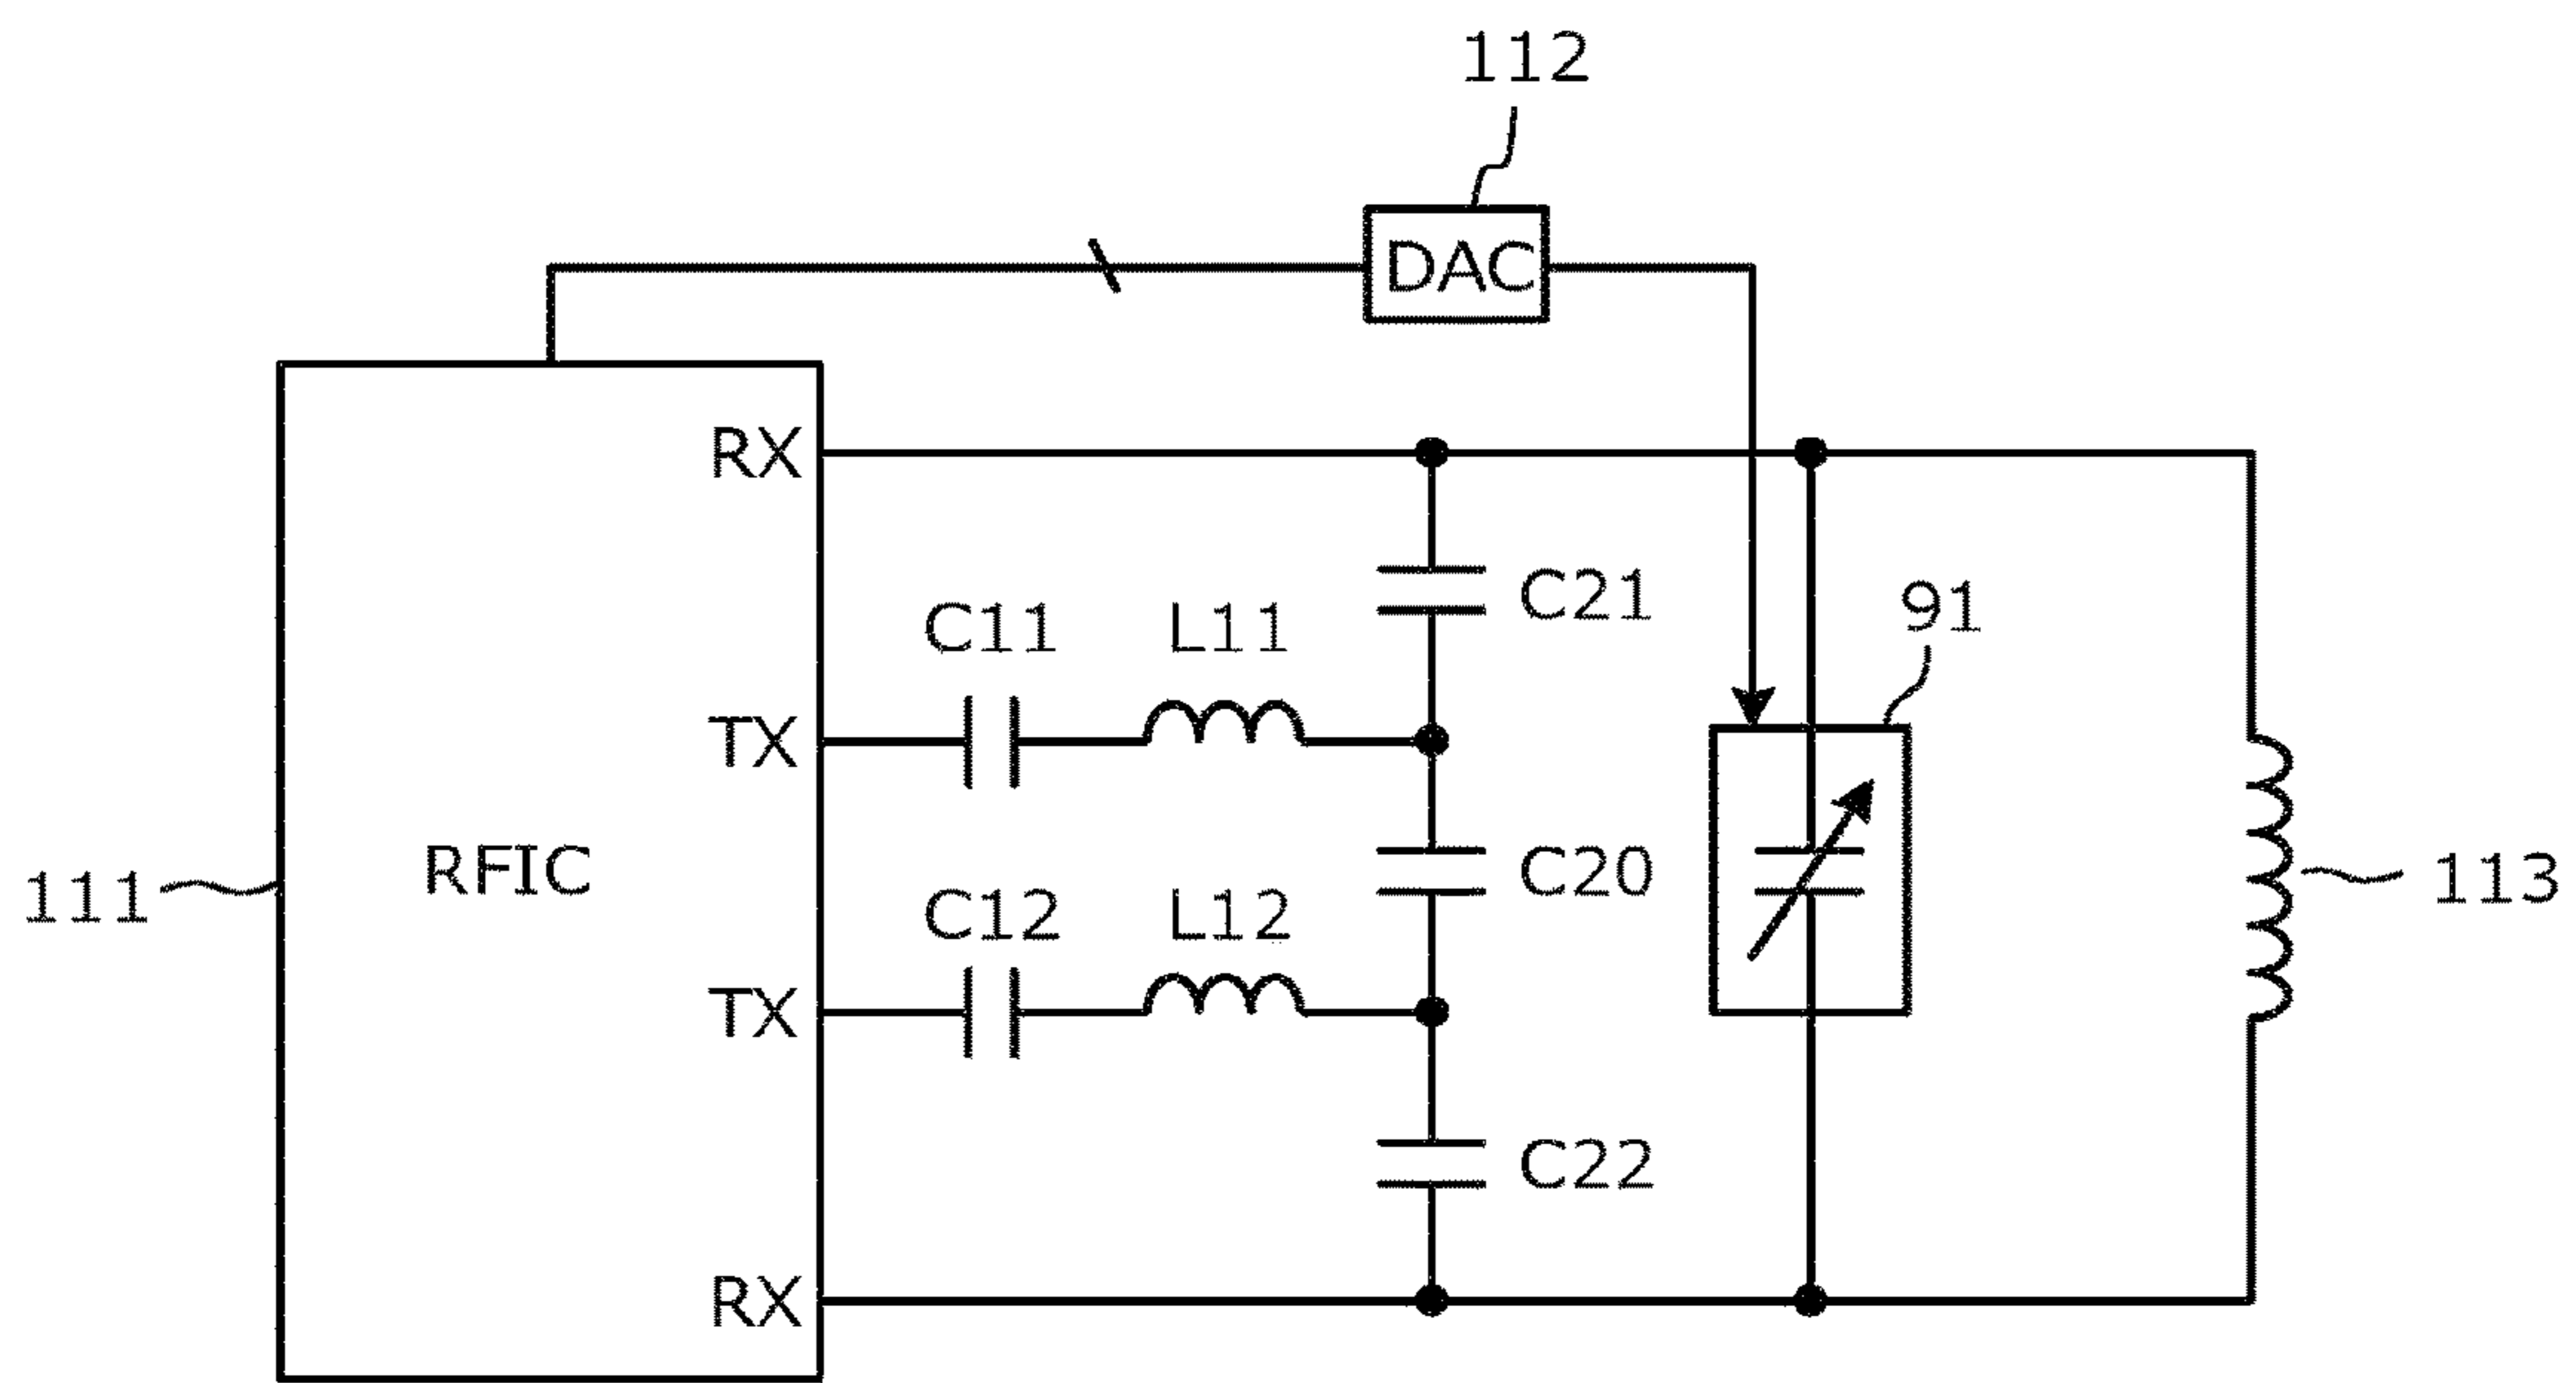 112
DAC
RX
C21
91
C11 L11
TX
RFIC
C20
111
113
C12 L12
TX
C22
RX